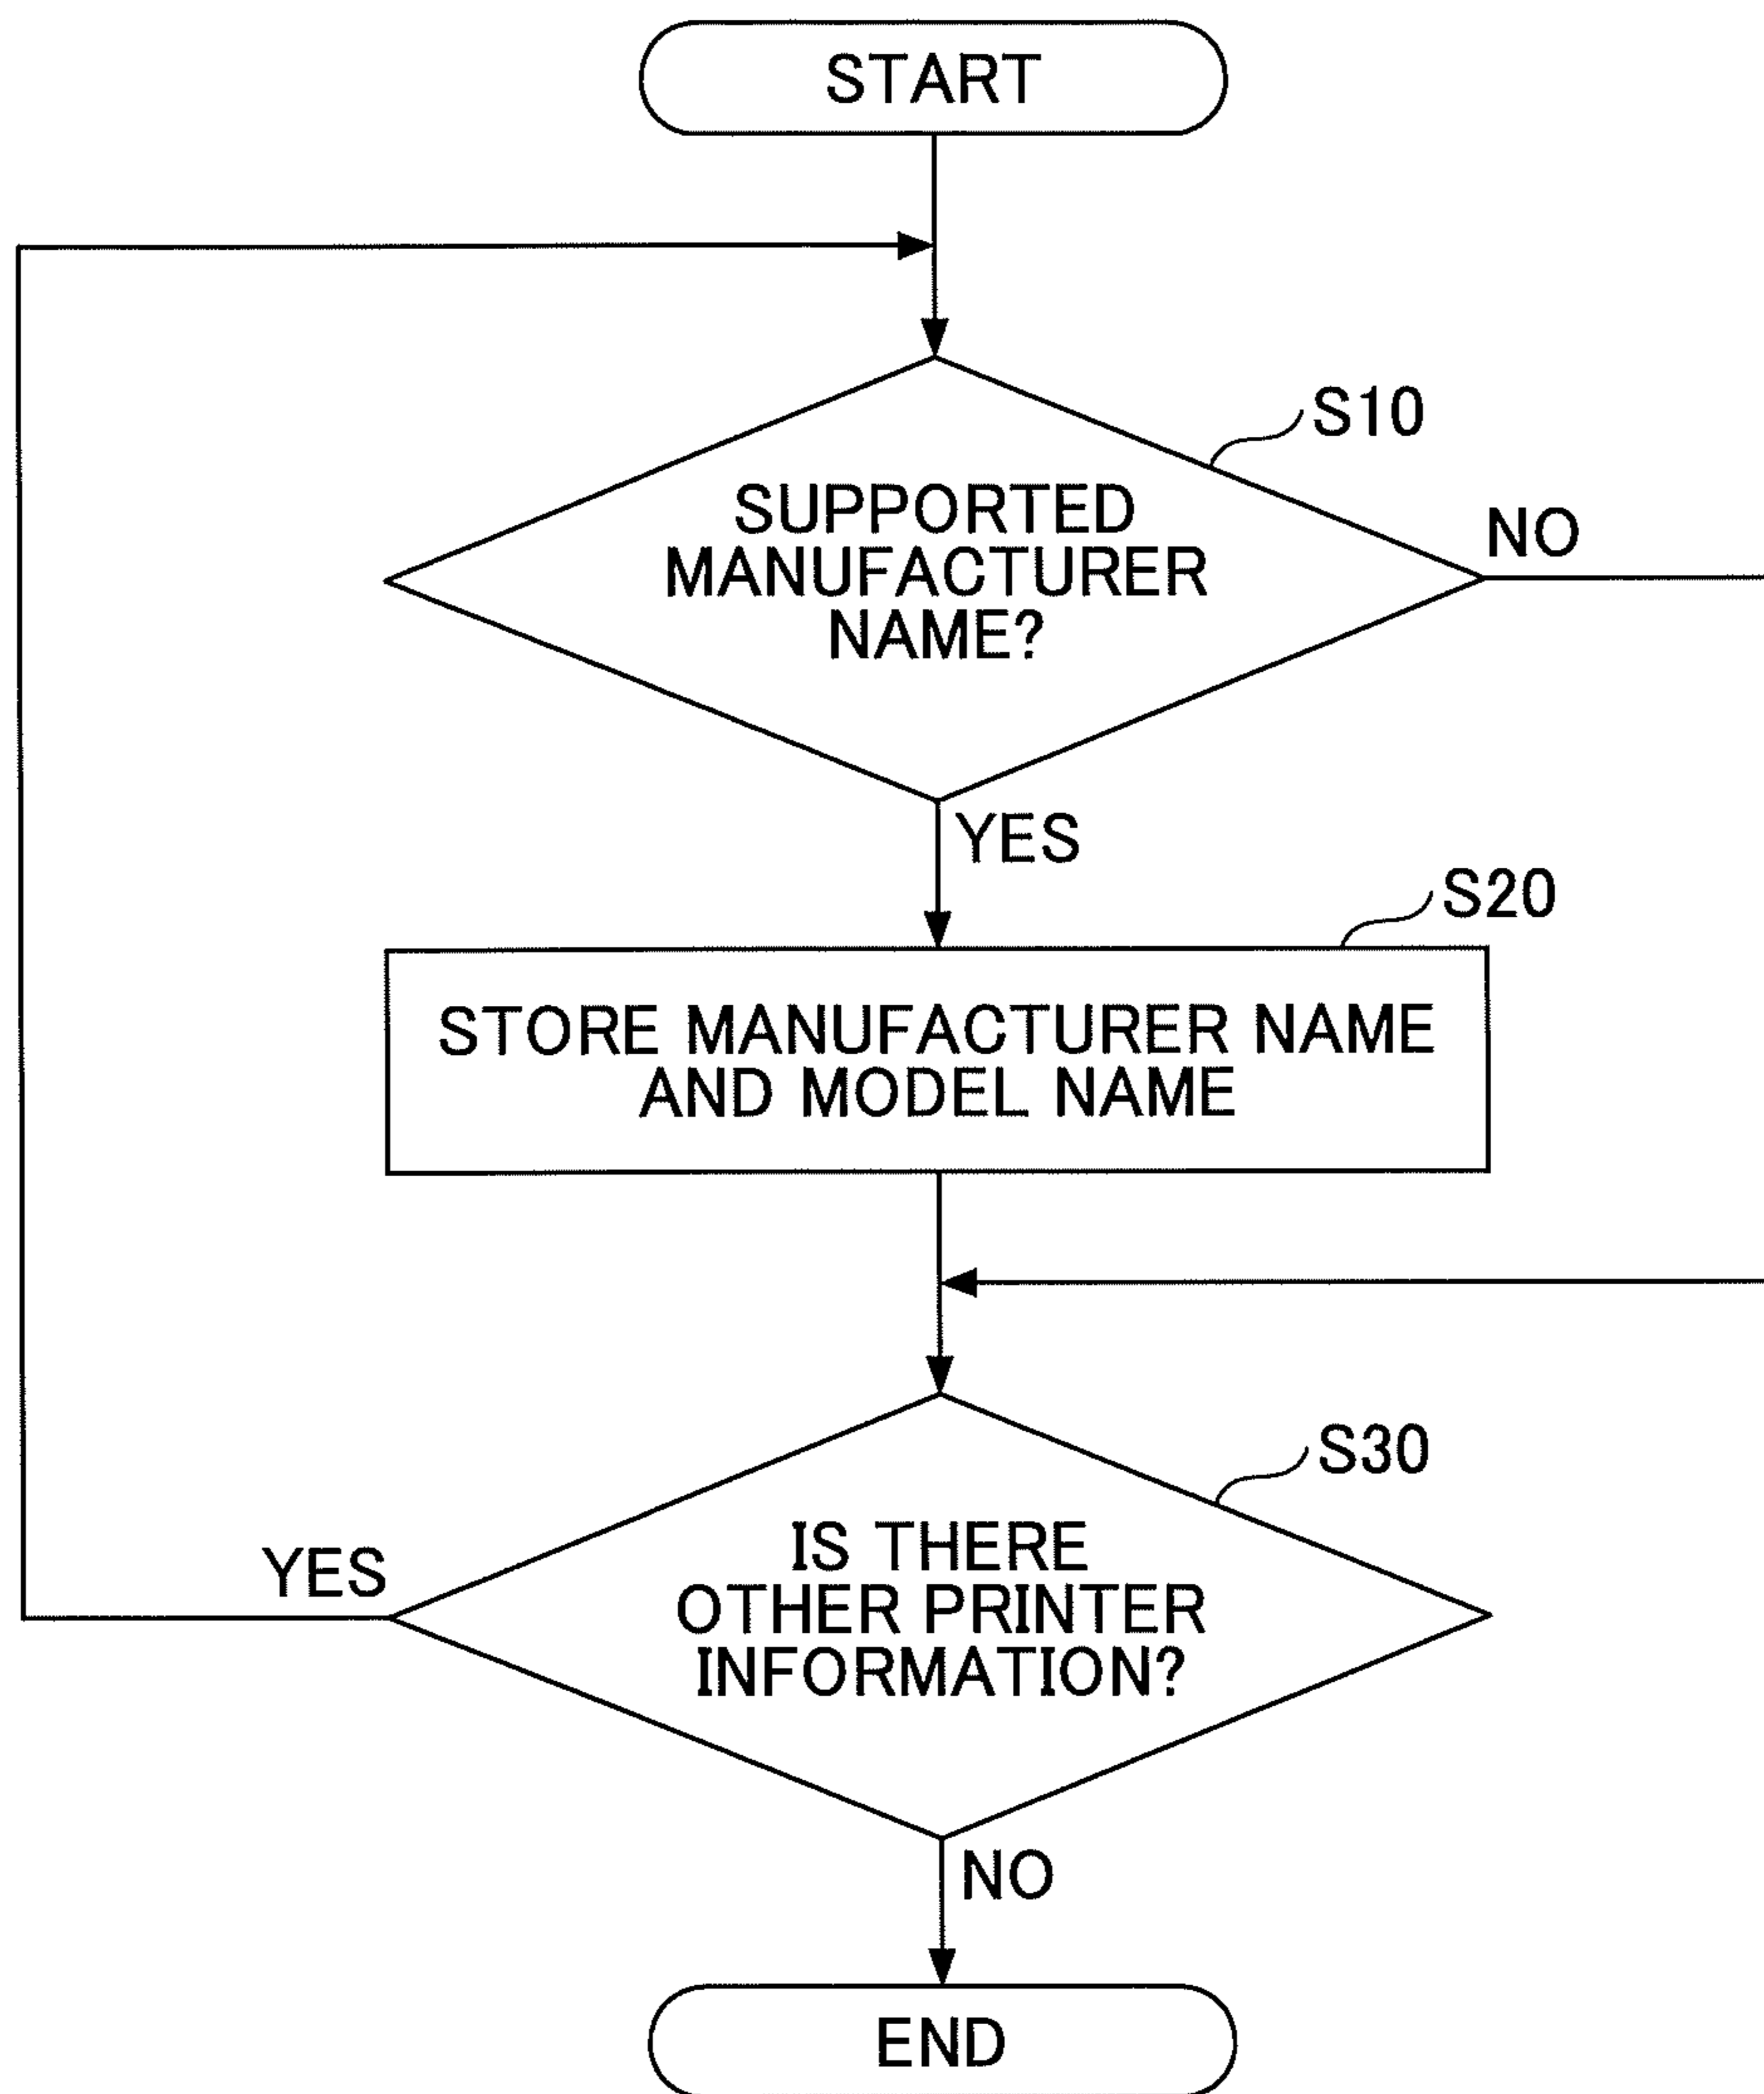 START
S10
SUPPORTED
MANUFACTURER
NAME?
NO
YES
S20
STORE MANUFACTURER NAME
AND MODEL NAME
S30
IS THERE
OTHER PRINTER
INFORMATION?
YES
NO
END